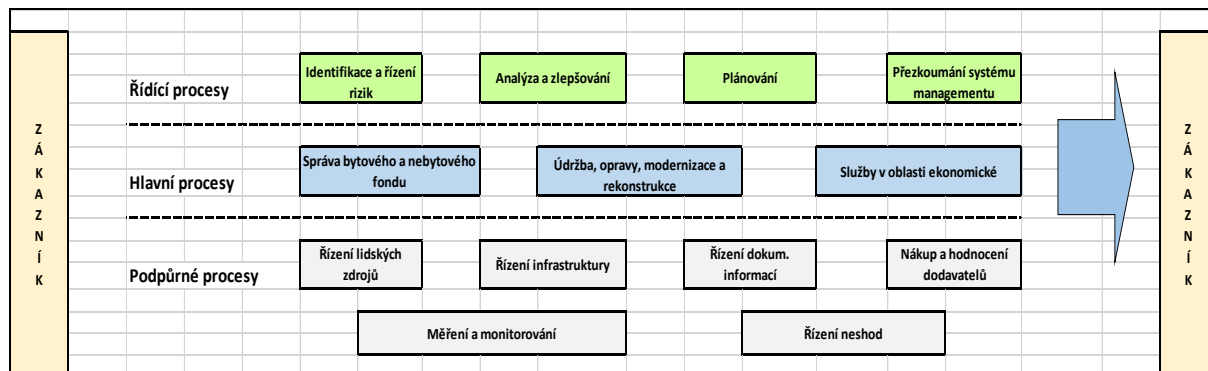 ZÁKAZNÍK
Řídící procesy
Identifikace a řízení
rizik
Analýza a zlepšování
Plánování
Přezkoumání systému
managementu
Hlavní procesy
Správa bytového a nebytového
fondu
Údržba, opravy, modernizace a
rekonstrukce
Služby v oblasti ekonomické
Podpůrné procesy
Řízení lidských
zdrojů
Řízení infrastruktury
Řízení dokum.
informací
Nákup a hodnocení
dodavatelů
Měření a monitorování
Řízení neshod
ZÁKAZNÍK